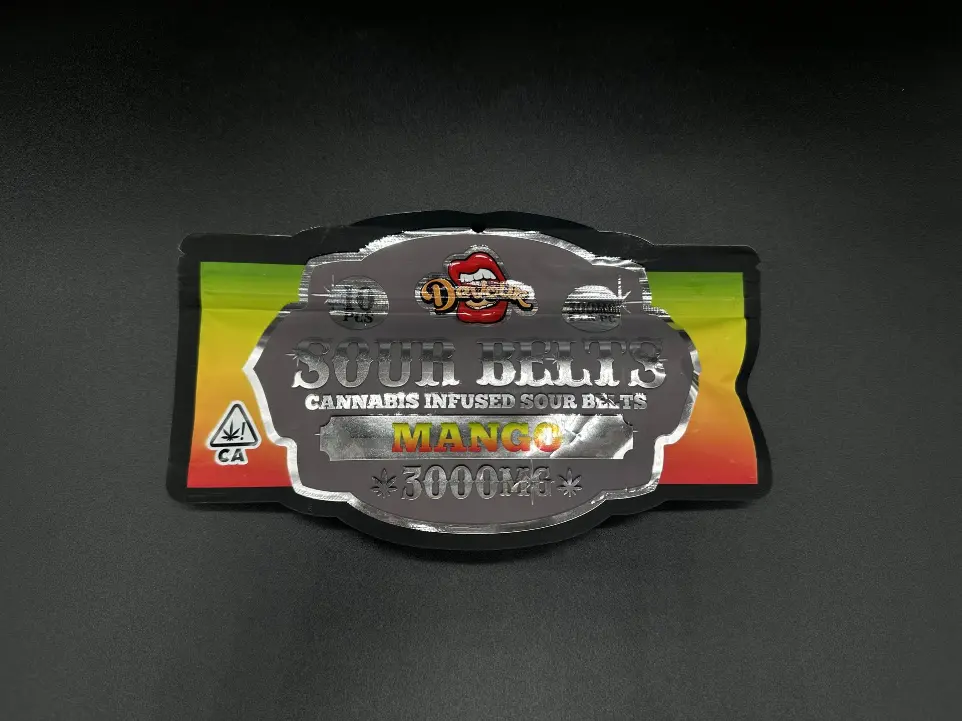 10
PCS
SOUR BELTS
CANNABIS INFUSED SOUR BELTS
MANGO
3000MG
CA